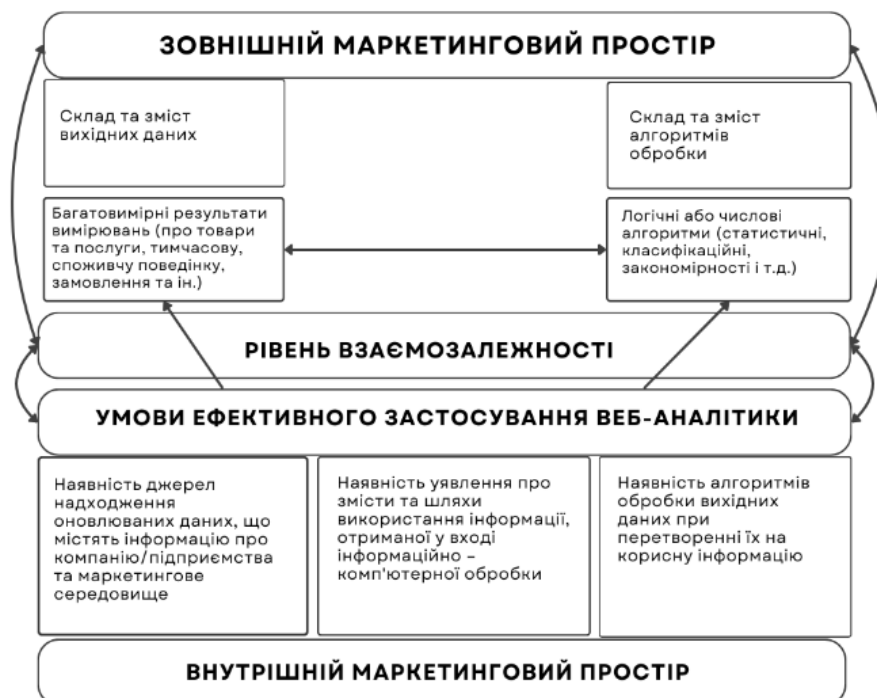 ЗОВНІШНІЙ МАРКЕТИНГОВИЙ ПРОСТІР
Склад та зміст
вихідних даних
Склад та зміст
алгоритмів
обробки
Багатовимірні результати
вимірювань (про товари
та послуги, тимчасову,
споживчу поведінку,
замовлення та ін.)
Логічні або числові
алгоритми (статистичні,
класифікаційні,
закономірності і т.д.)
РІВЕНЬ ВЗАЄМОЗАЛЕЖНОСТІ
УМОВИ ЕФЕКТИВНОГО ЗАСТОСУВАННЯ ВЕБ-АНАЛІТИКИ
Наявність джерел
надходження
оновлюваних даних, що
містять інформацію про
компанію/підприємства
та маркетингове
середовище
Наявність уявлення про
змісти та шляхи
використання інформації,
отриманої у вході
інформаційно –
комп'ютерної обробки
Наявність алгоритмів
обробки вихідних
даних при
перетворенні їх на
корисну інформацію
ВНУТРІШНІЙ МАРКЕТИНГОВИЙ ПРОСТІР